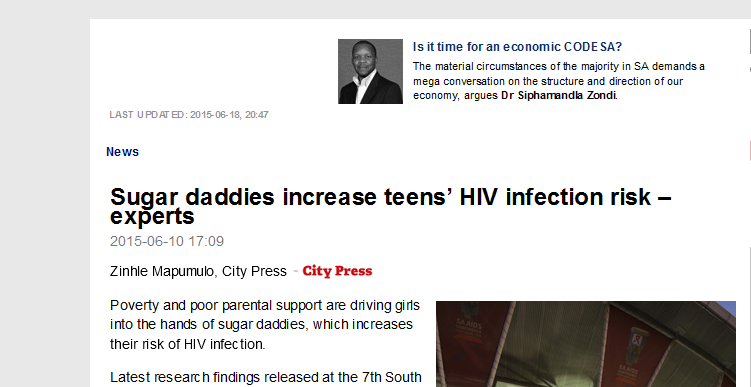 Is it time for an economic CODESA?
The material circumstances of the majority in SA demands a
mega conversation on the structure and direction of our
economy, argues Dr Siphamandla Zondi.
LAST UPDATED: 2015-06-18, 20:47
News
Sugar daddies increase teens’ HIV infection risk –
experts
2015-06-10 17:09
Zinhle Mapumulo, City Press - City Press
Poverty and poor parental support are driving girls
into the hands of sugar daddies, which increases
their risk of HIV infection.
Latest research findings released at the 7th South
SA AIDS